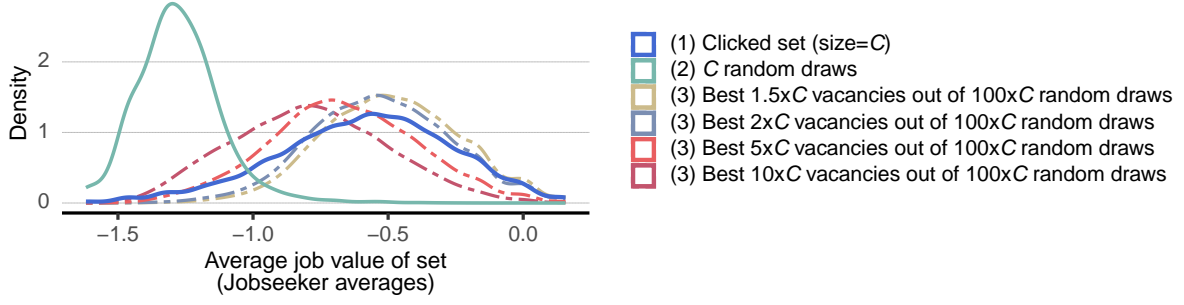 Density
2
1
0
−1.5
−1.0
−0.5
0.0
Average job value of set
(Jobseeker averages)
(1) Clicked set (size=C)
(2) C random draws
(3) Best 1.5xC vacancies out of 100xC random draws
(3) Best 2xC vacancies out of 100xC random draws
(3) Best 5xC vacancies out of 100xC random draws
(3) Best 10xC vacancies out of 100xC random draws